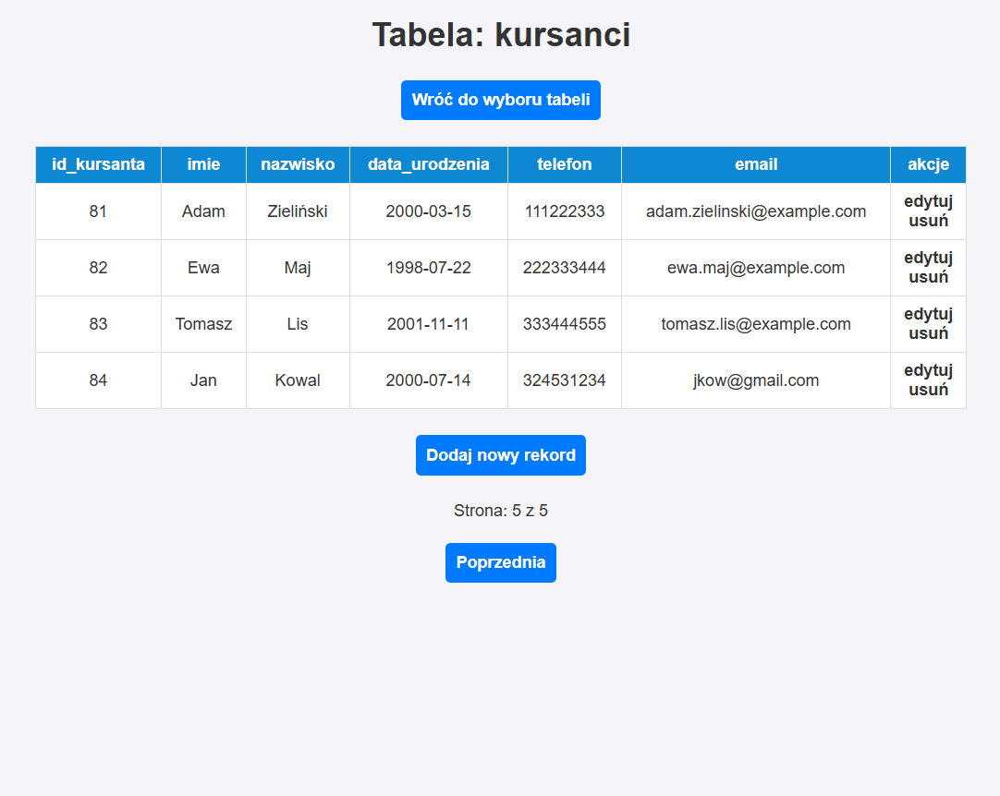 Tabela: kursanci
Wróć do wyboru tabeli
id_kursanta imie nazwisko data_urodzenia telefon email akcje
81 Adam Zieliński 2000-03-15 111222333 adam.zielinski@example.com edytuj usuń
82 Ewa Maj 1998-07-22 222333444 ewa.maj@example.com edytuj usuń
83 Tomasz Lis 2001-11-11 333444555 tomasz.lis@example.com edytuj usuń
84 Jan Kowal 2000-07-14 324531234 jkow@gmail.com edytuj usuń
Dodaj nowy rekord
Strona: 5 z 5
Poprzednia